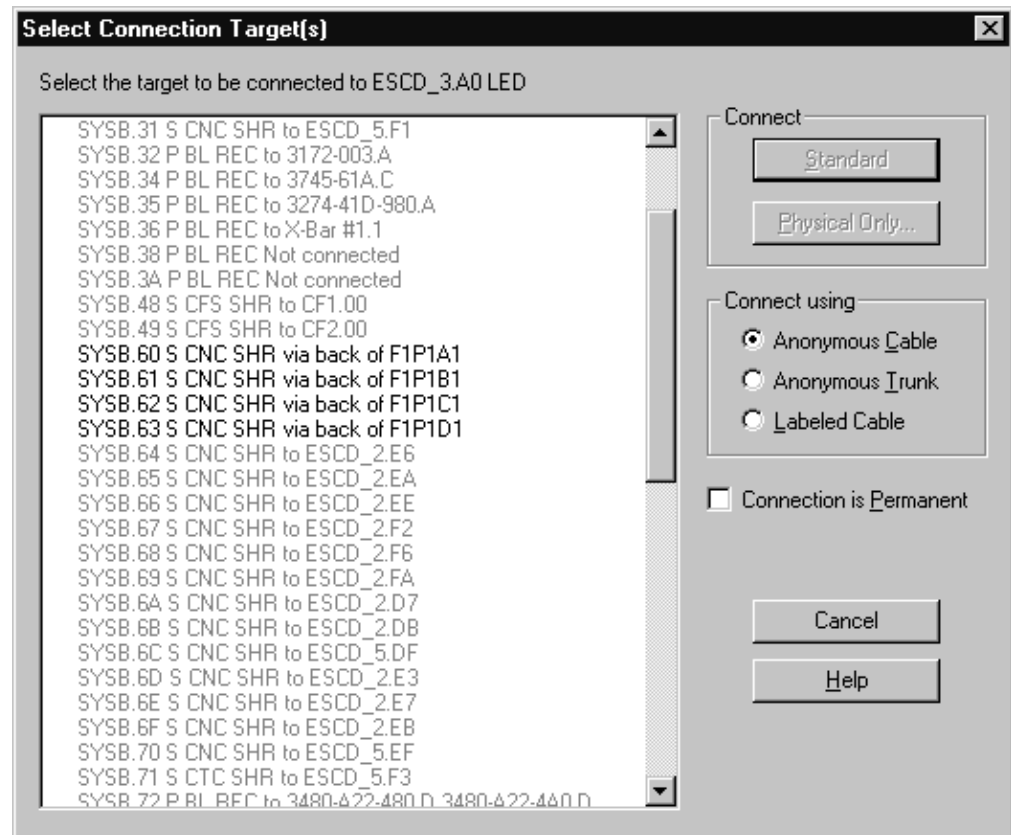 Select Connection Target(s)
Select the target to be connected to ESCD_3.A0 LED
SYSB.31 S CNC SHR to ESCD_5.F1
SYSB.32 P BL REC to 3172-003.A
SYSB.34 P BL REC to 3745-61A.C
SYSB.35 P BL REC to 3274-41D-980.A
SYSB.36 P BL REC to X-Bar #1.1
SYSB.38 P BL REC Not connected
SYSB.3A P BL REC Not connected
SYSB.48 S CFS SHR to CF1.00
SYSB.49 S CFS SHR to CF2.00
SYSB.60 S CNC SHR via back of F1P1A1
SYSB.61 S CNC SHR via back of F1P1B1
SYSB.62 S CNC SHR via back of F1P1C1
SYSB.63 S CNC SHR via back of F1P1D1
SYSB.64 S CNC SHR to ESCD_2.E6
SYSB.65 S CNC SHR to ESCD_2.EA
SYSB.66 S CNC SHR to ESCD_2.EE
SYSB.67 S CNC SHR to ESCD_2.F2
SYSB.68 S CNC SHR to ESCD_2.F6
SYSB.69 S CNC SHR to ESCD_2.FA
SYSB.6A S CNC SHR to ESCD_2.D7
SYSB.6B S CNC SHR to ESCD_2.DB
SYSB.6C S CNC SHR to ESCD_5.DF
SYSB.6D S CNC SHR to ESCD_2.E3
SYSB.6E S CNC SHR to ESCD_2.E7
SYSB.6F S CNC SHR to ESCD_2.EB
SYSB.70 S CNC SHR to ESCD_5.EF
SYSB.71 S CTC SHR to ESCD_5.F3
SYSB.72 P BL REC to 3480-A22-480.D, 3480-A22-4A0.D
Connect
Standard
Physical Only...
Connect using
Anonymous Cable
Anonymous Trunk
Labeled Cable
Connection is Permanent
Cancel
Help